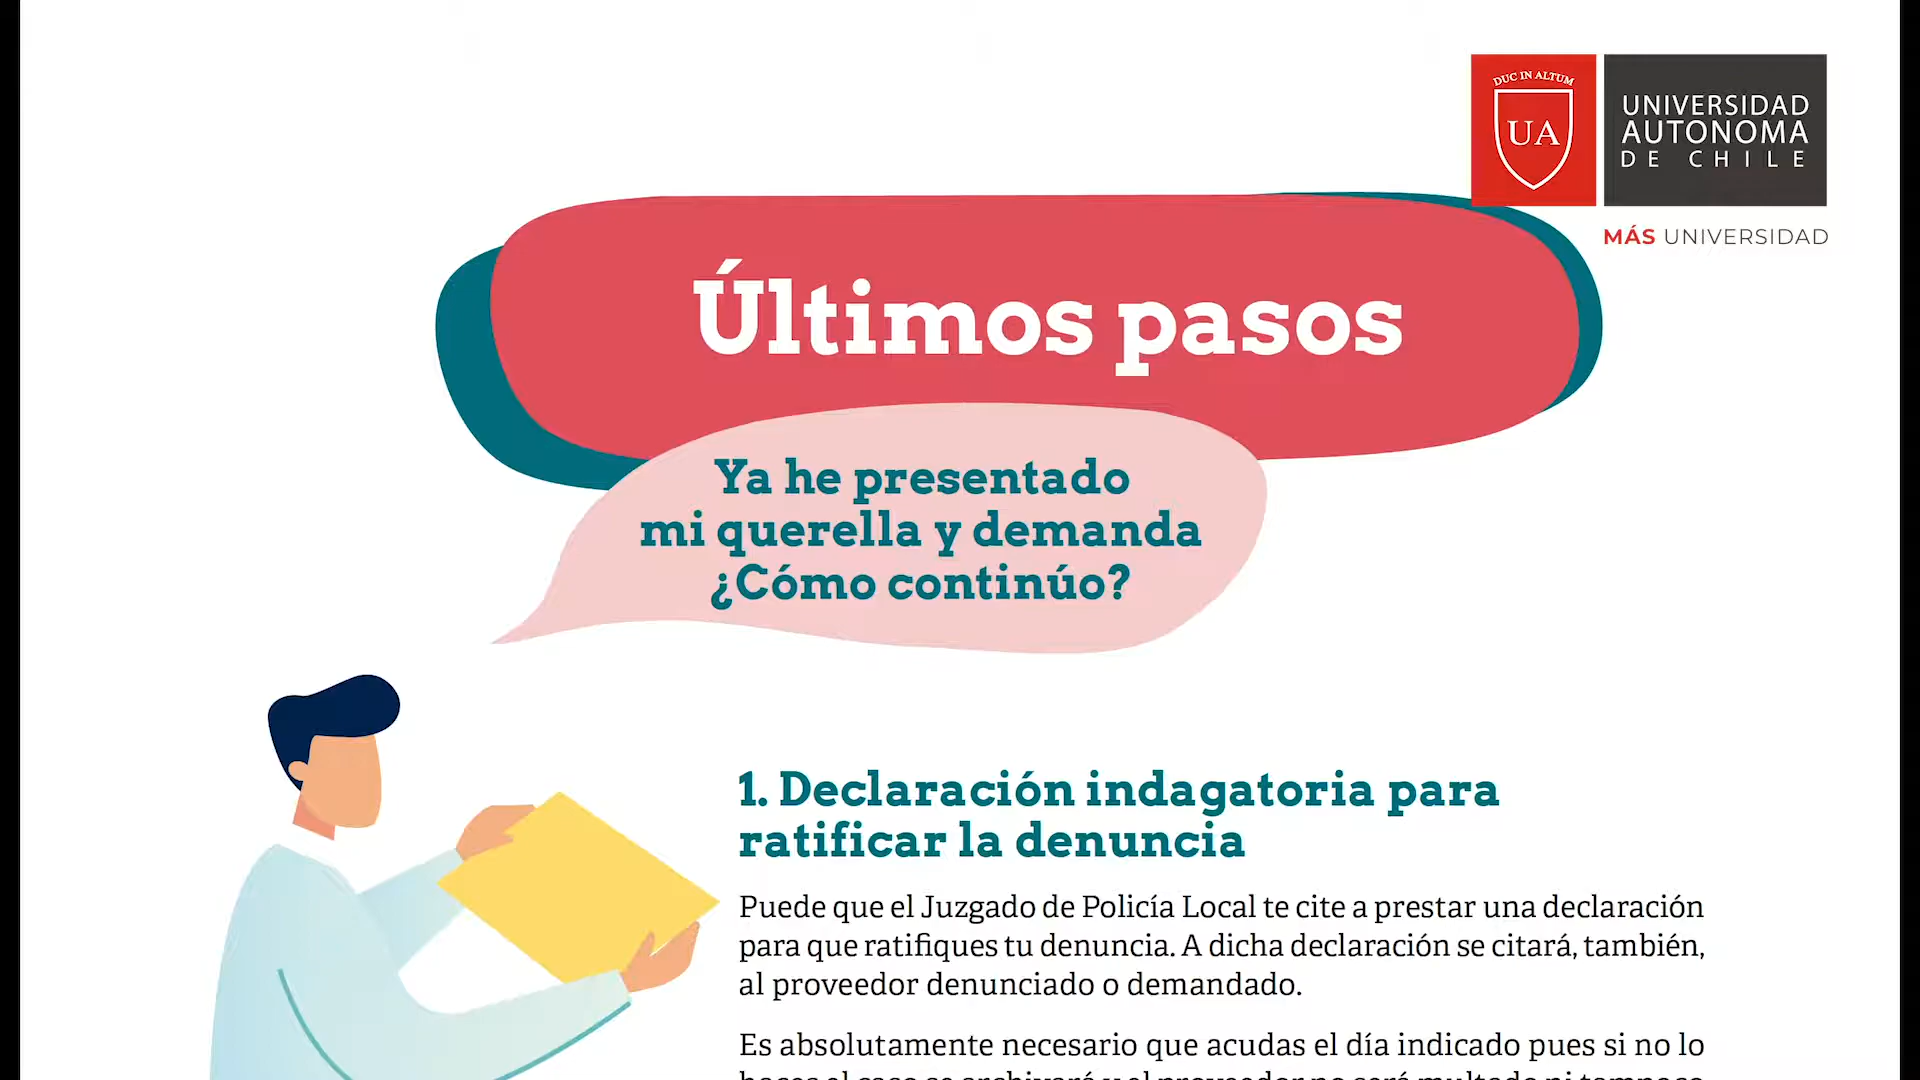 DUC IN ALTUM
UA
UNIVERSIDAD
AUTONOMA
DE CHILE
MÁS UNIVERSIDAD
Últimos pasos
Ya he presentado
mi querella y demanda
¿Cómo continúo?
1. Declaración indagatoria para
ratificar la denuncia
Puede que el Juzgado de Policía Local te cite a prestar una declaración
para que ratifiques tu denuncia. A dicha declaración se citará, también,
al proveedor denunciado o demandado.
Es absolutamente necesario que acudas el día indicado pues si no lo